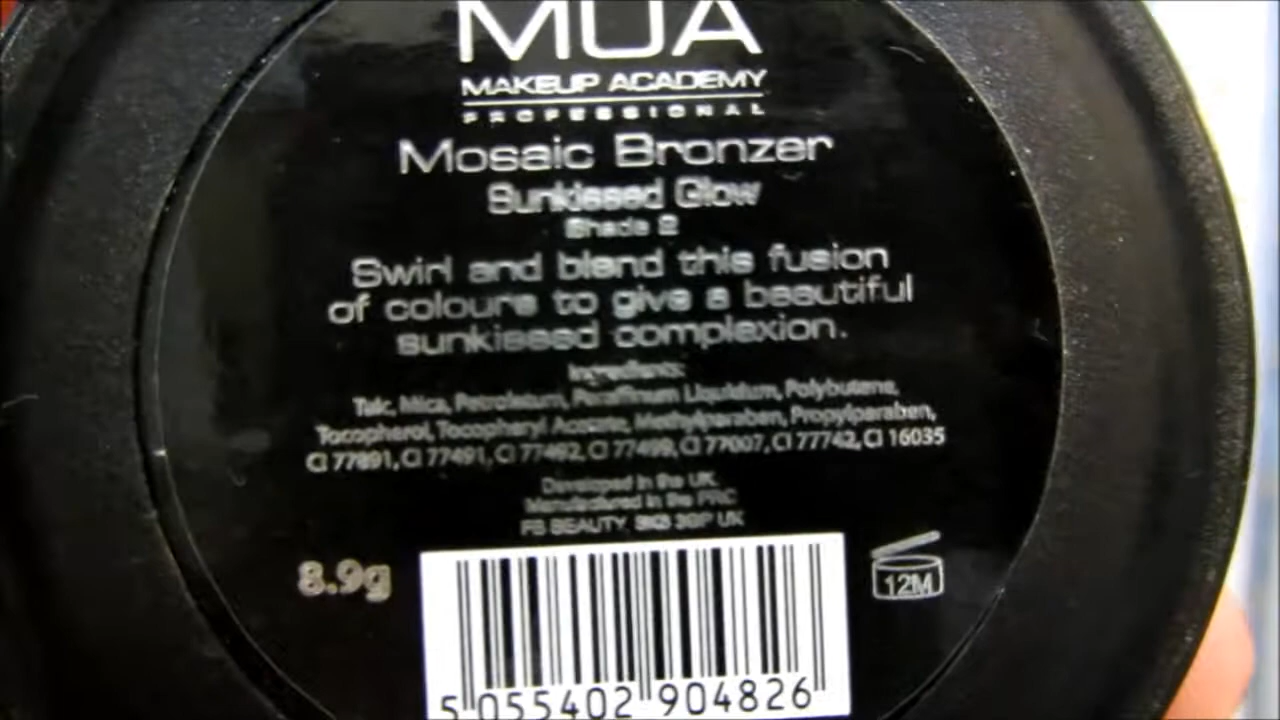 MUA
MAKEUP ACADEMY
PROFESSIONAL
Mosaic Bronzer
Sunkissed Glow
Shade 2
Swirl and blend this fusion
of colours to give a beautiful
sunkissed complexion.
Ingredients:
Talc, Mica, Petrolatum, Paraffinum Liquidum, Polybutene,
Tocopherol, Tocopheryl Acetate, Methylparaben, Propylparaben,
CI 77891, CI 77491, CI 77492, CI 77499, CI 77007, CI 77742, CI 16035
Developed in the UK.
Manufactured in the PRC
FB BEAUTY, UK
8.9g
12M
5 055402 904826